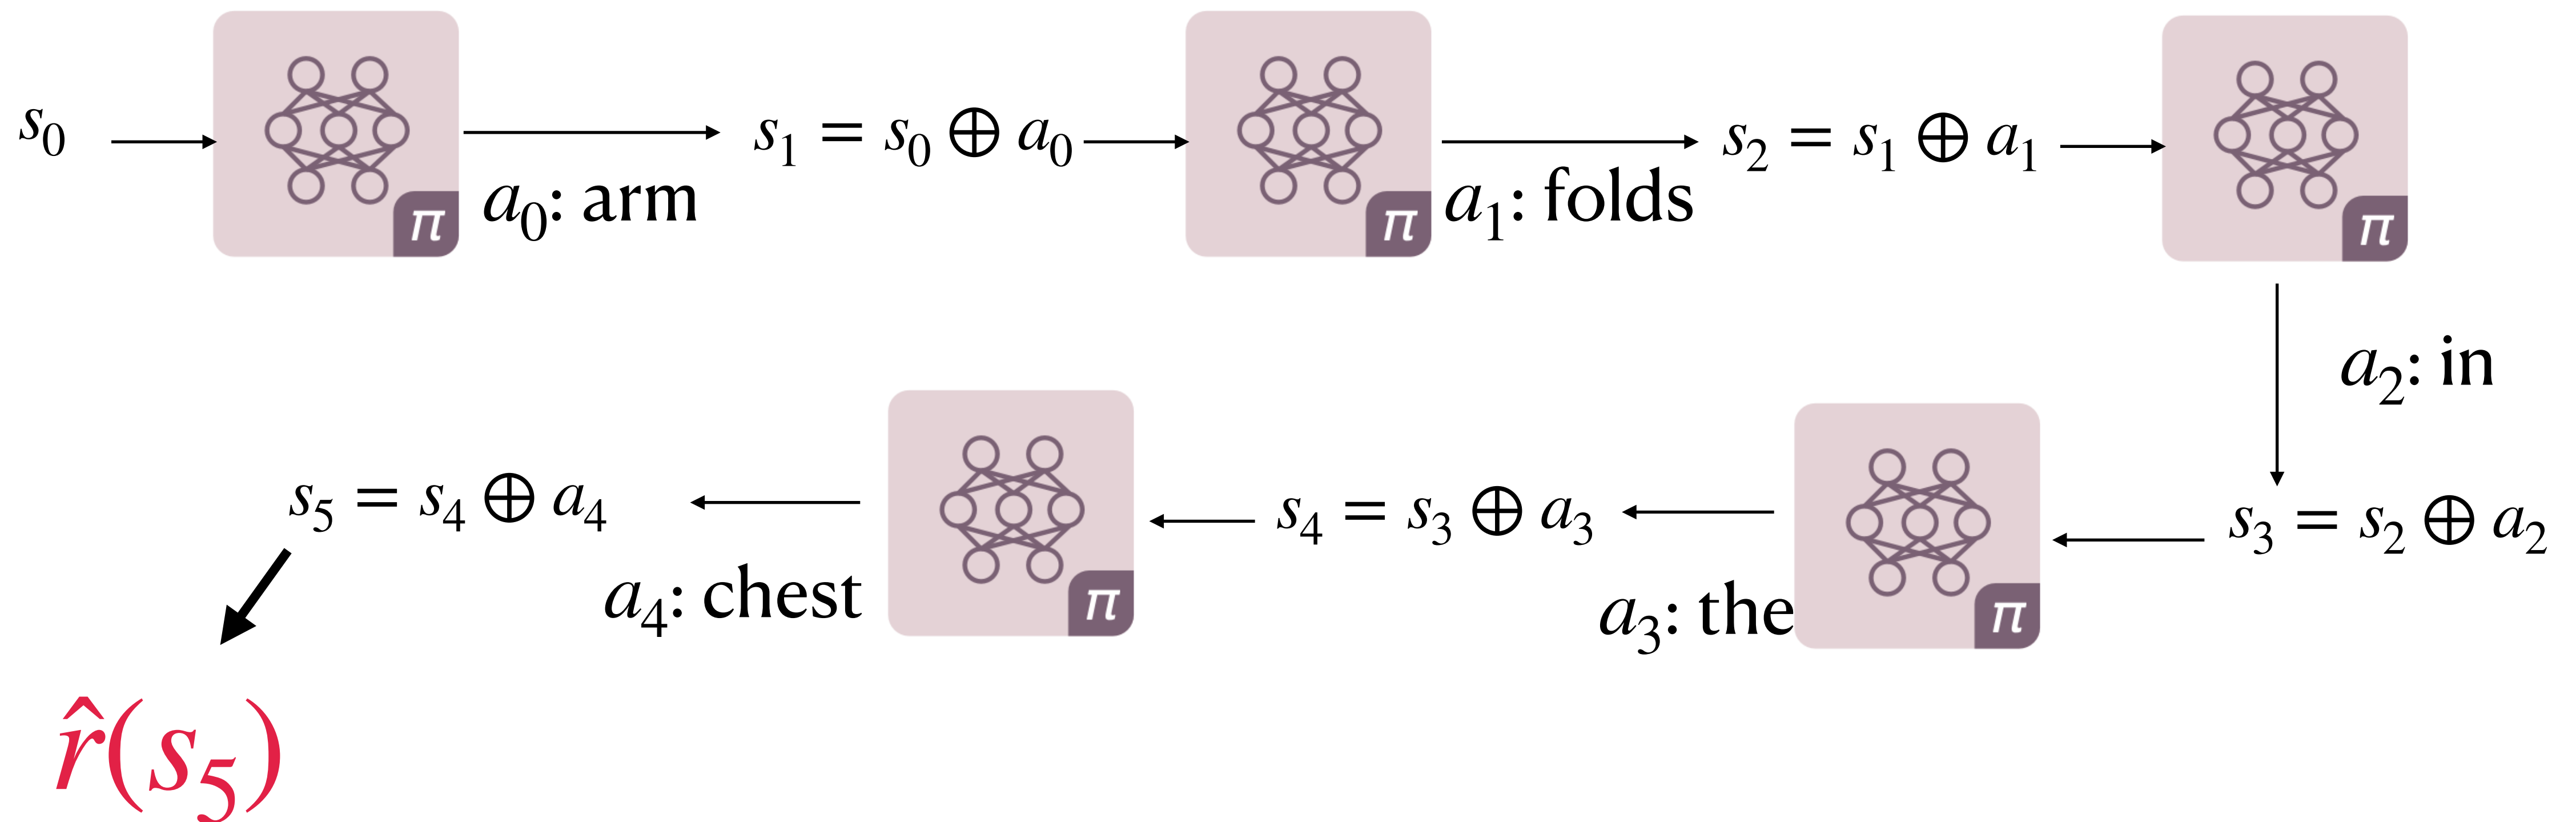 s₀ π a₀: arm s₁ = s₀ ⊕ a₀ π a₁: folds s₂ = s₁ ⊕ a₁ π
a₂: in
s₃ = s₂ ⊕ a₂ π a₃: the s₄ = s₃ ⊕ a₃ π a₄: chest s₅ = s₄ ⊕ a₄
r̂(s₅)